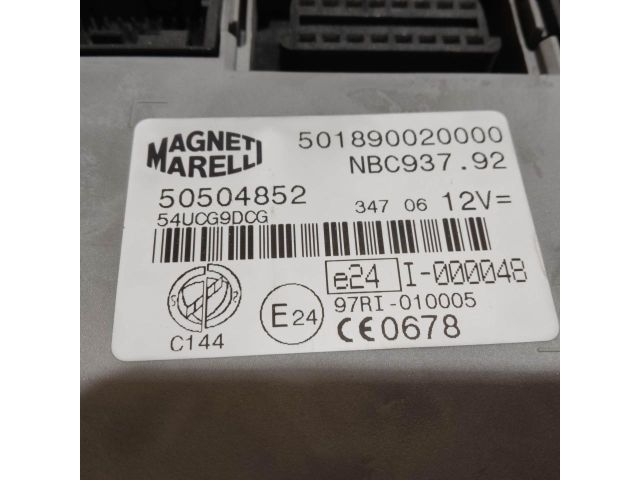 MAGNETI MARELLI
501890020000
NBC937.92
50504852
347 06 12V=
54UCG9DCG
e24 I-000048
97RI-010005
E24
CE0678
C144